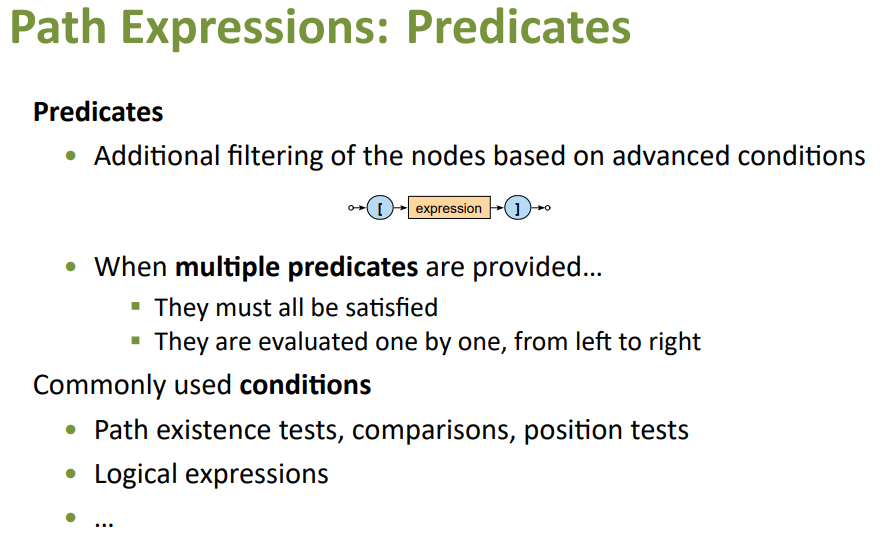 Path Expressions: Predicates
Predicates
• Additional filtering of the nodes based on advanced conditions
[ expression ]
• When multiple predicates are provided…
▪ They must all be satisfied
▪ They are evaluated one by one, from left to right
Commonly used conditions
• Path existence tests, comparisons, position tests
• Logical expressions
• …